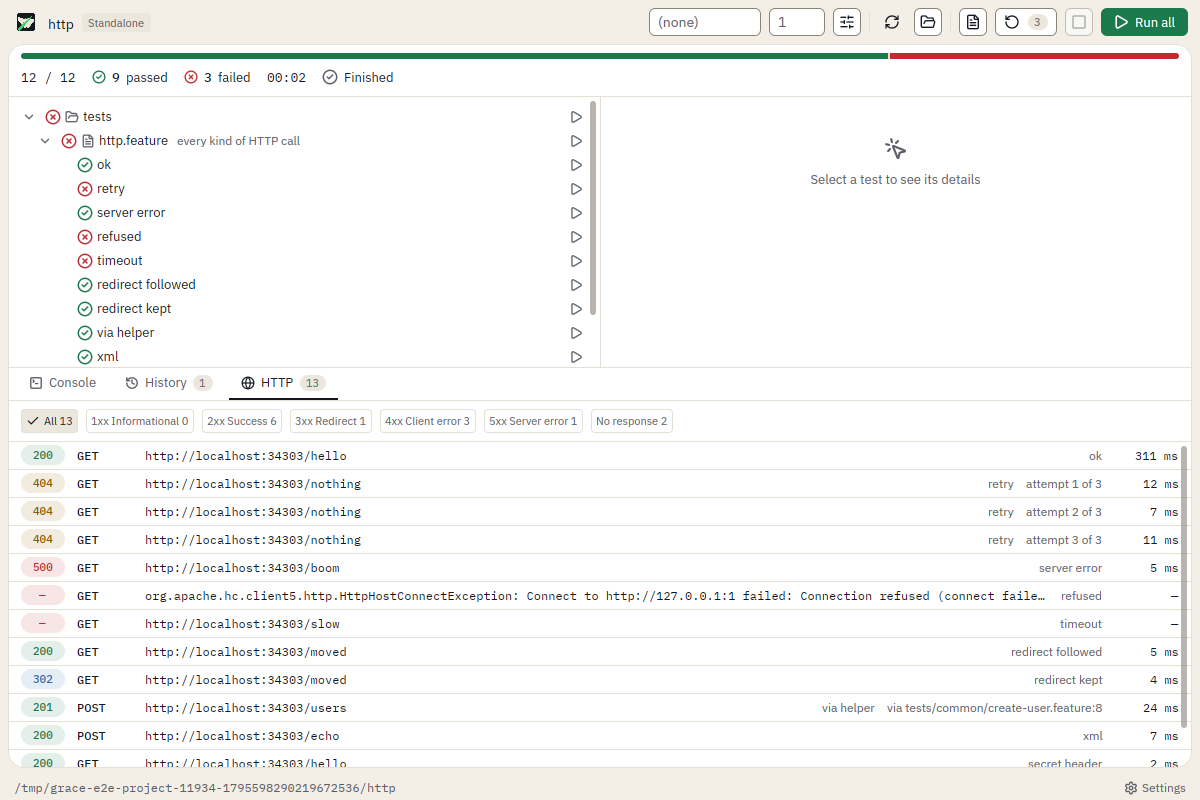 http Standalone (none) 1 3 Run all
12 / 12 9 passed 3 failed 00:02 Finished
tests
http.feature every kind of HTTP call
ok
retry
server error
refused
timeout
redirect followed
redirect kept
via helper
xml
Select a test to see its details
Console History 1 HTTP 13
All 13 1xx Informational 0 2xx Success 6 3xx Redirect 1 4xx Client error 3 5xx Server error 1 No response 2
200 GET http://localhost:34303/hello ok 311 ms
404 GET http://localhost:34303/nothing retry attempt 1 of 3 12 ms
404 GET http://localhost:34303/nothing retry attempt 2 of 3 7 ms
404 GET http://localhost:34303/nothing retry attempt 3 of 3 11 ms
500 GET http://localhost:34303/boom server error 5 ms
– GET org.apache.hc.client5.http.HttpHostConnectException: Connect to http://127.0.0.1:1 failed: Connection refused (connect faile… refused –
– GET http://localhost:34303/slow timeout –
200 GET http://localhost:34303/moved redirect followed 5 ms
302 GET http://localhost:34303/moved redirect kept 4 ms
201 POST http://localhost:34303/users via helper via tests/common/create-user.feature:8 24 ms
200 POST http://localhost:34303/echo xml 7 ms
200 GET http://localhost:34303/hello secret header 2 ms
/tmp/grace-e2e-project-11934-1795598290219672536/http Settings